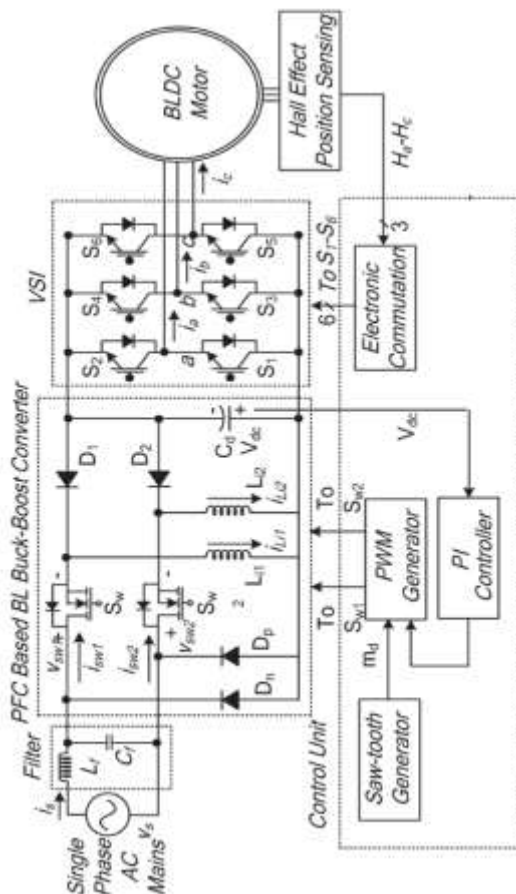 Single
Phase
AC
Mains
i_s
v_s
Filter
L_f
C_f
PFC Based BL Buck-Boost Converter
v_sw1
+
-
i_sw1
S_w
i_sw2
+
v_sw2
-
S_w
2
D_n
D_p
D_1
D_2
L_i1
i_Li1
L_i2
i_Li2
C_d
-
+
V_dc
VSI
S_2
S_4
S_6
a
b
c
i_a
i_b
i_c
S_1
S_3
S_5
BLDC
Motor
Hall Effect
Position Sensing
H_a-H_c
3
Electronic
Commutation
6
To S_1-S_6
Control Unit
Saw-tooth
Generator
m_d
PWM
Generator
To
S_w1
To
S_w2
PI
Controller
V_dc